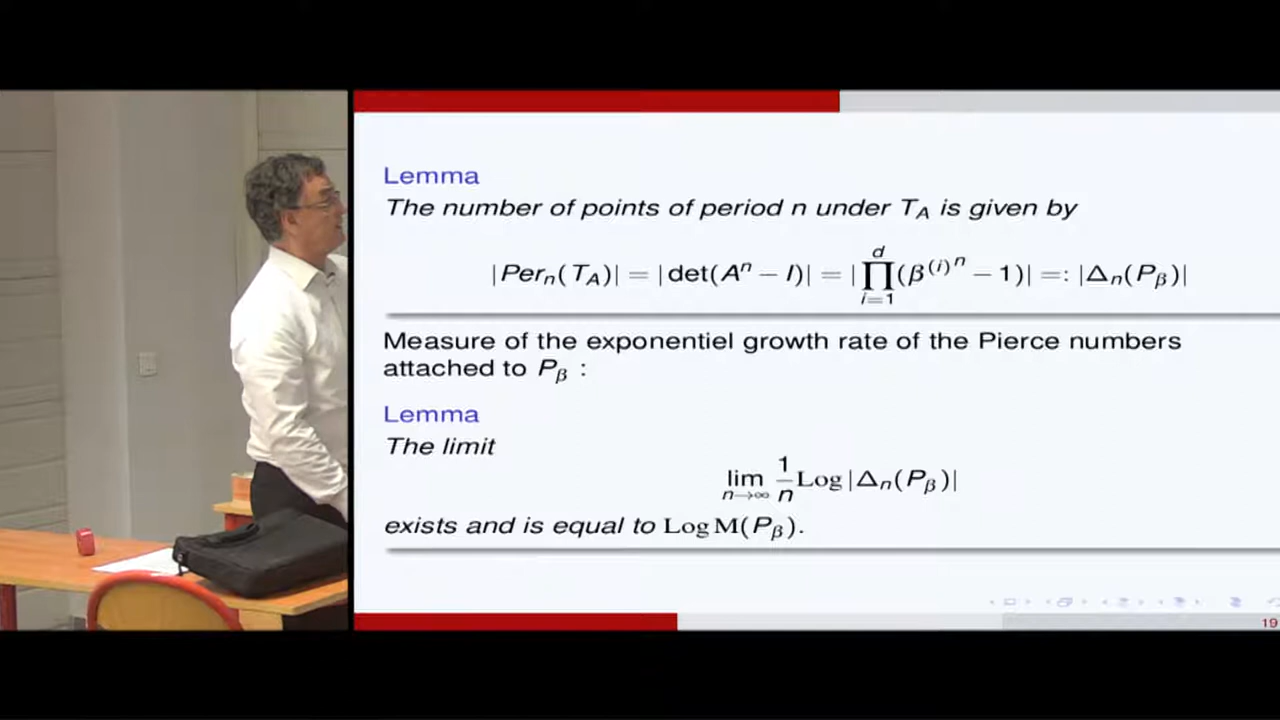 Lemma
The number of points of period n under T_A is given by
|Per_n(T_A)| = |det(A^n − I)| = |∏_{i=1}^{d}(β^{(i)^n} − 1)| =: |Δ_n(P_β)|
Measure of the exponentiel growth rate of the Pierce numbers
attached to P_β :
Lemma
The limit
lim_{n→∞} 1/n Log |Δ_n(P_β)|
exists and is equal to Log M(P_β).
19